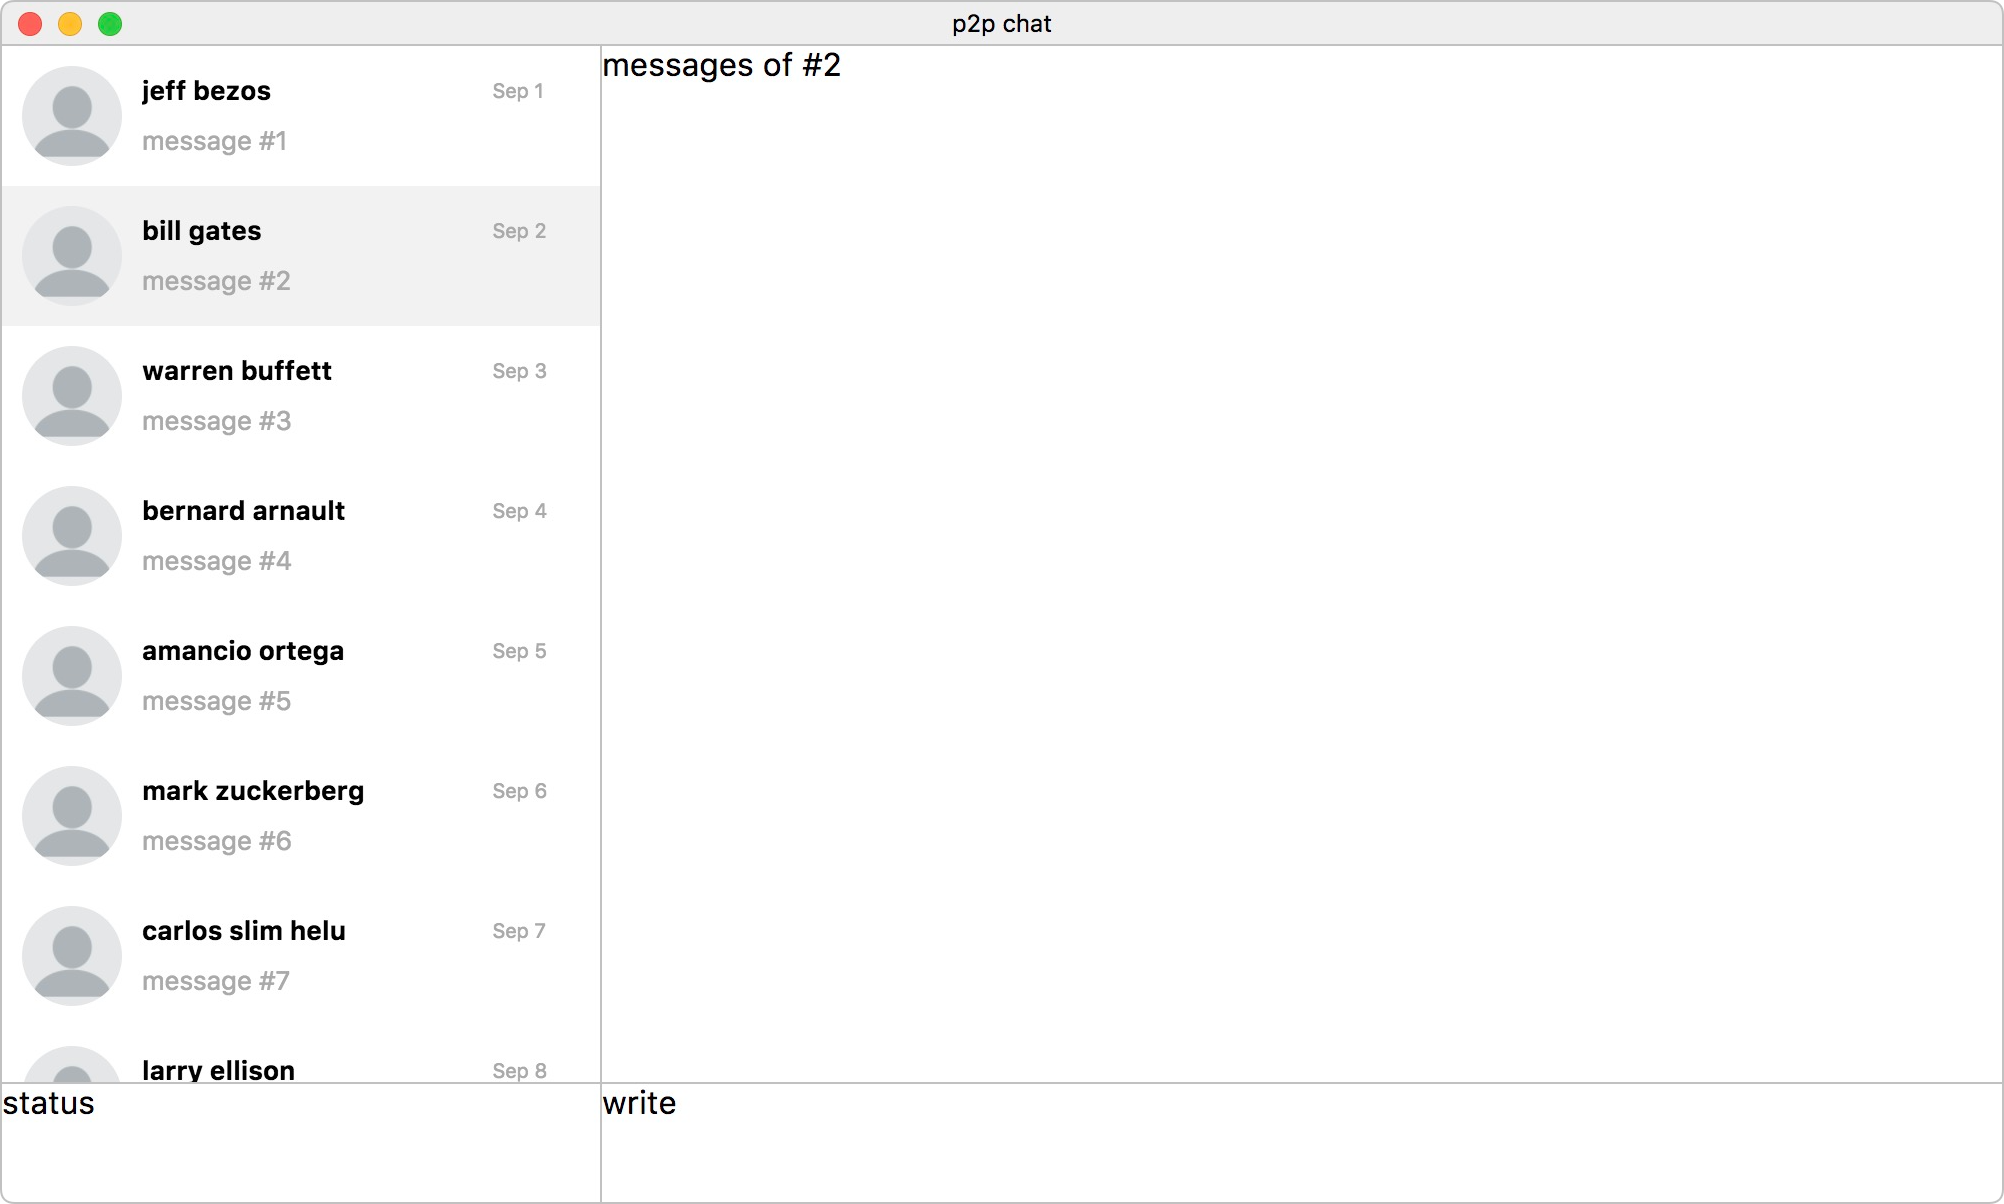 p2p chat
jeff bezos Sep 1
message #1
bill gates Sep 2
message #2
warren buffett Sep 3
message #3
bernard arnault Sep 4
message #4
amancio ortega Sep 5
message #5
mark zuckerberg Sep 6
message #6
carlos slim helu Sep 7
message #7
larry ellison Sep 8
status
messages of #2
write